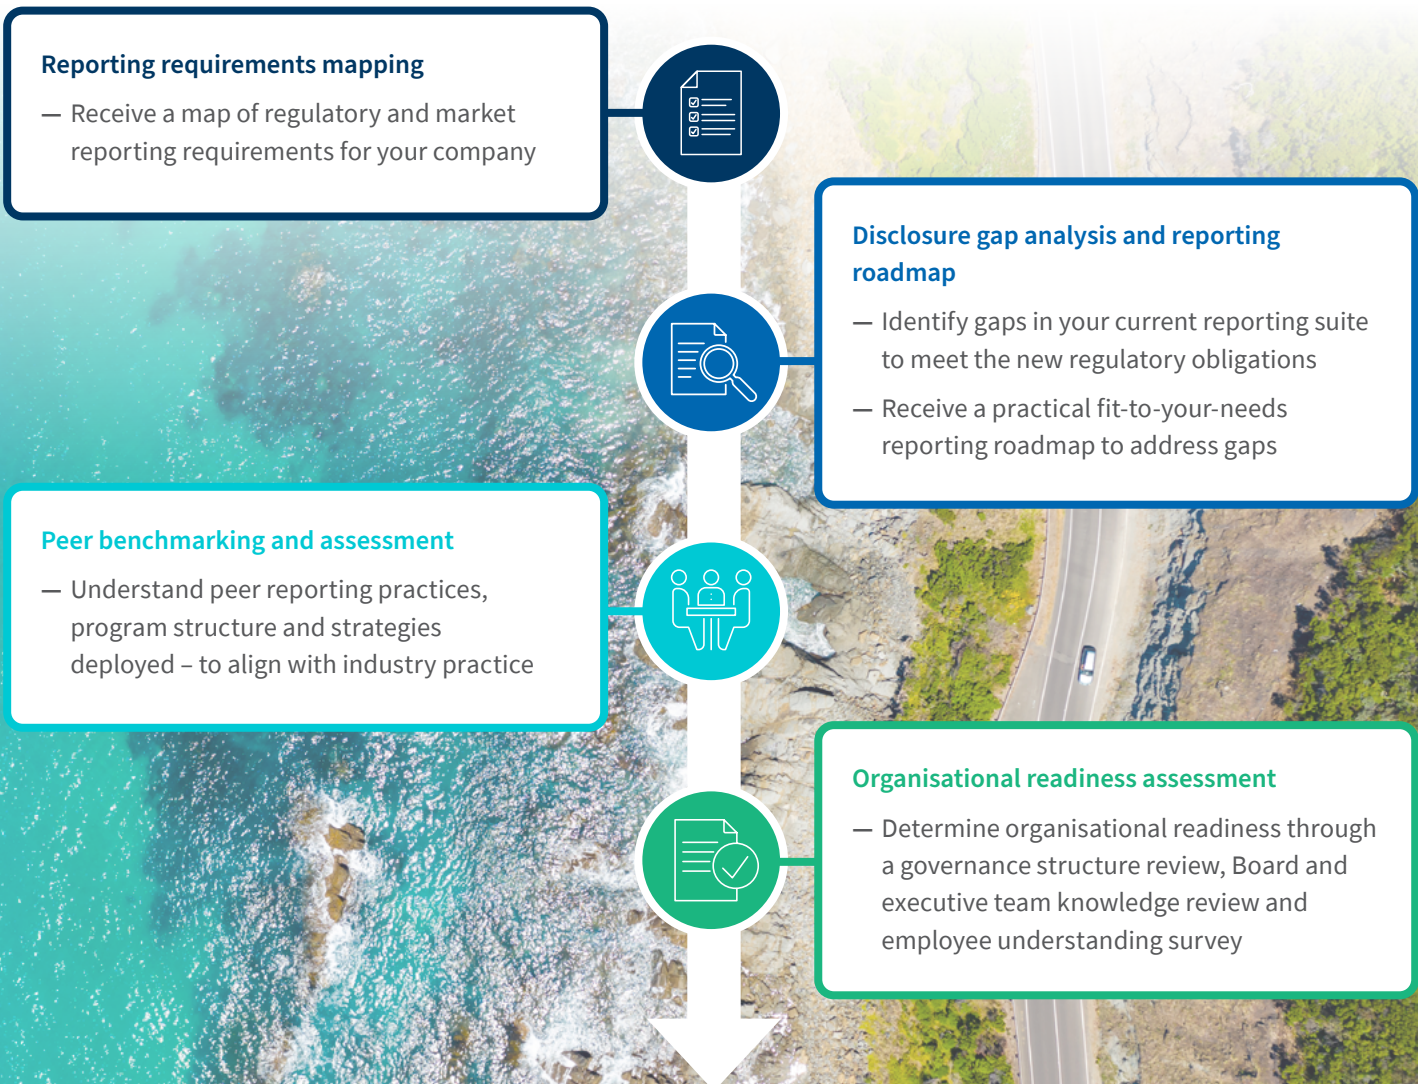 Reporting requirements mapping
— Receive a map of regulatory and market
reporting requirements for your company
Disclosure gap analysis and reporting
roadmap
— Identify gaps in your current reporting suite
to meet the new regulatory obligations
— Receive a practical fit-to-your-needs
reporting roadmap to address gaps
Peer benchmarking and assessment
— Understand peer reporting practices,
program structure and strategies
deployed – to align with industry practice
Organisational readiness assessment
— Determine organisational readiness through
a governance structure review, Board and
executive team knowledge review and
employee understanding survey